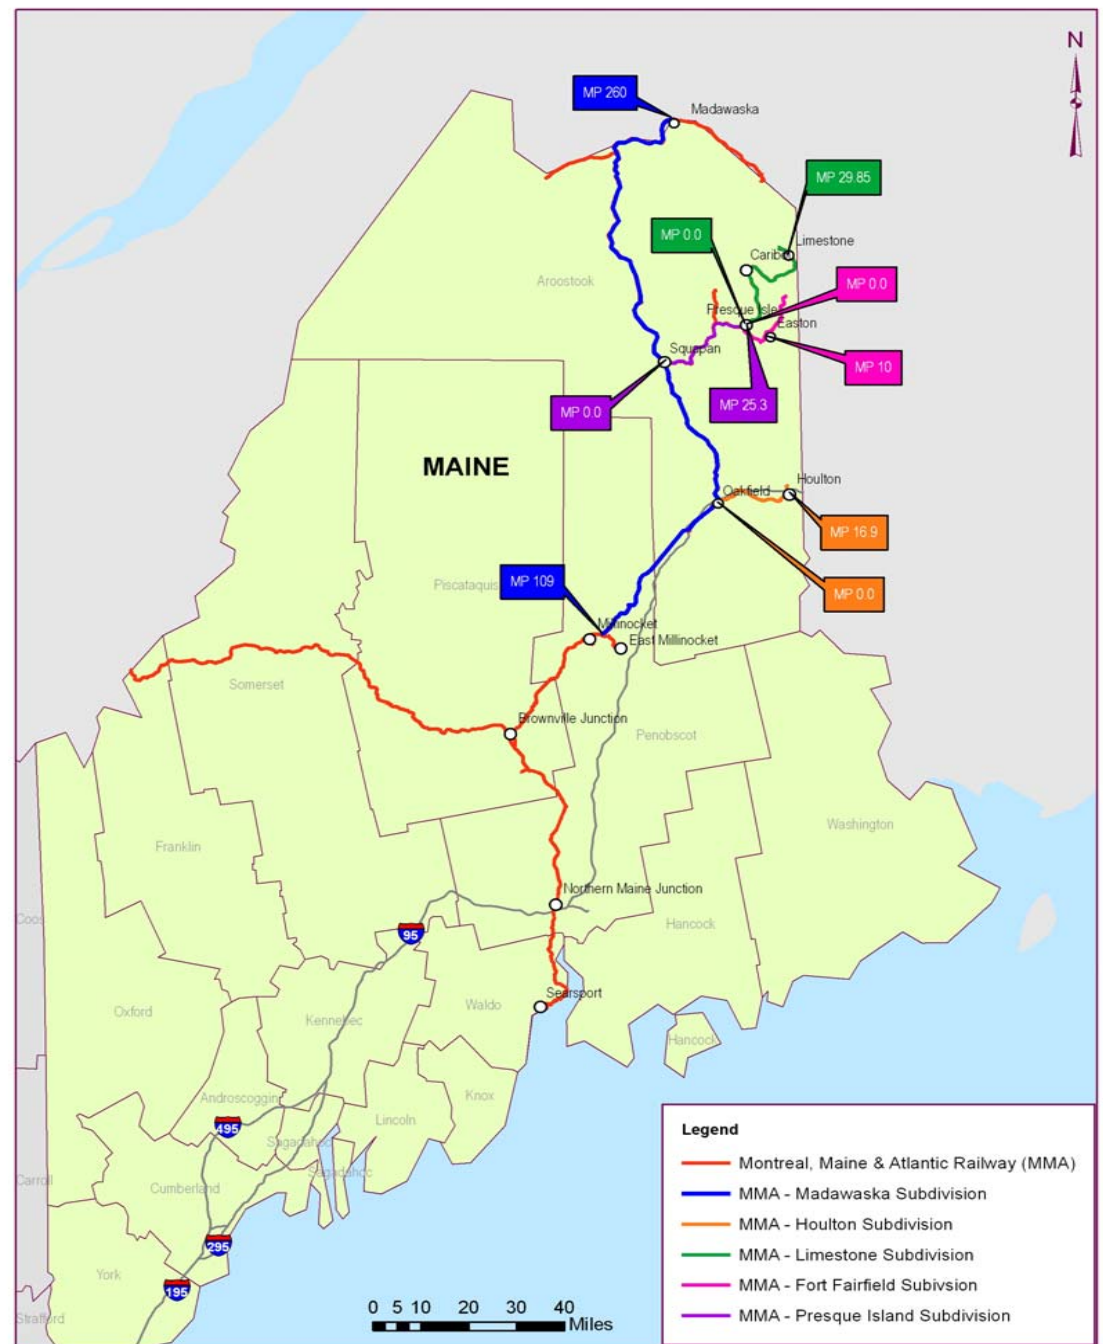 N
MP 260
Madawaska
MP 29.85
MP 0.0
Limestone
Caribo
Aroostook
MP 0.0
Presque Isle
Easton
Squapan
MP 10
MP 25.3
MP 0.0
MAINE
Houlton
Oakfield
MP 16.9
MP 109
MP 0.0
Piscataquis
Millinocket
East Millinocket
Somerset
Brownville Junction
Penobscot
Washington
Franklin
Northern Maine Junction
Coos
95
Hancock
Searsport
Waldo
Oxford
Kennebec
Hancock
Knox
Androscoggin
Lincoln
495
Sagadahoc
Sagadahoc
Carroll
Cumberland
295
York
195
Strafford
0 5 10 20 30 40
Miles
Legend
Montreal, Maine & Atlantic Railway (MMA)
MMA - Madawaska Subdivision
MMA - Houlton Subdivision
MMA - Limestone Subdivision
MMA - Fort Fairfield Subivsion
MMA - Presque Island Subdivision